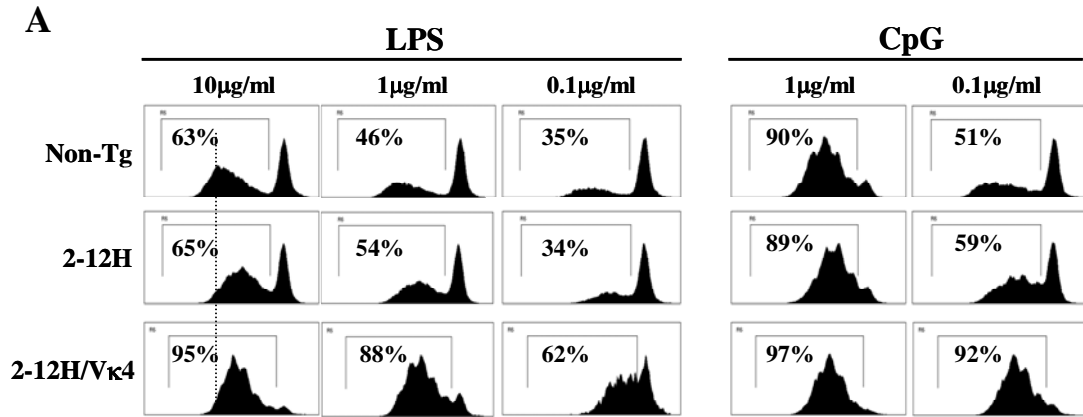 A
LPS CpG
10μg/ml 1μg/ml 0.1μg/ml 1μg/ml 0.1μg/ml
Non-Tg 63% 46% 35% 90% 51%
2-12H 65% 54% 34% 89% 59%
2-12H/Vκ4 95% 88% 62% 97% 92%